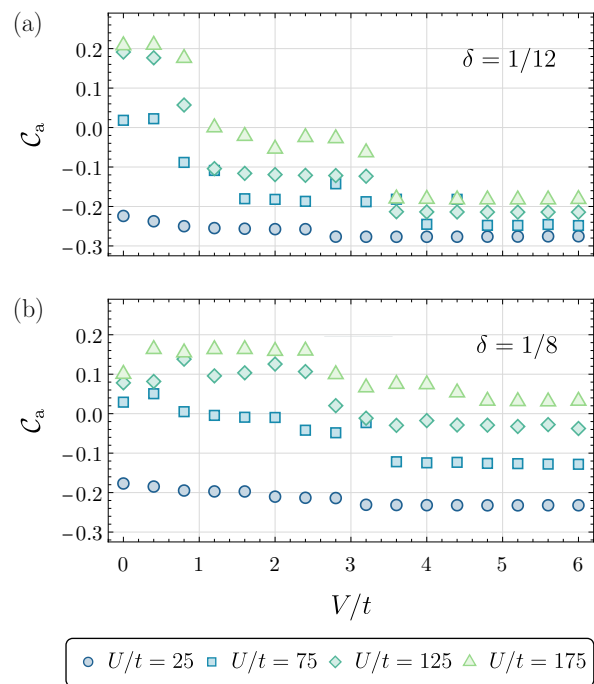 (a)
0.2
0.1
0.0
−0.1
−0.2
−0.3
𝒞a
δ = 1/12
(b)
0.2
0.1
0.0
−0.1
−0.2
−0.3
𝒞a
δ = 1/8
0 1 2 3 4 5 6
V/t
U/t = 25 U/t = 75 U/t = 125 U/t = 175